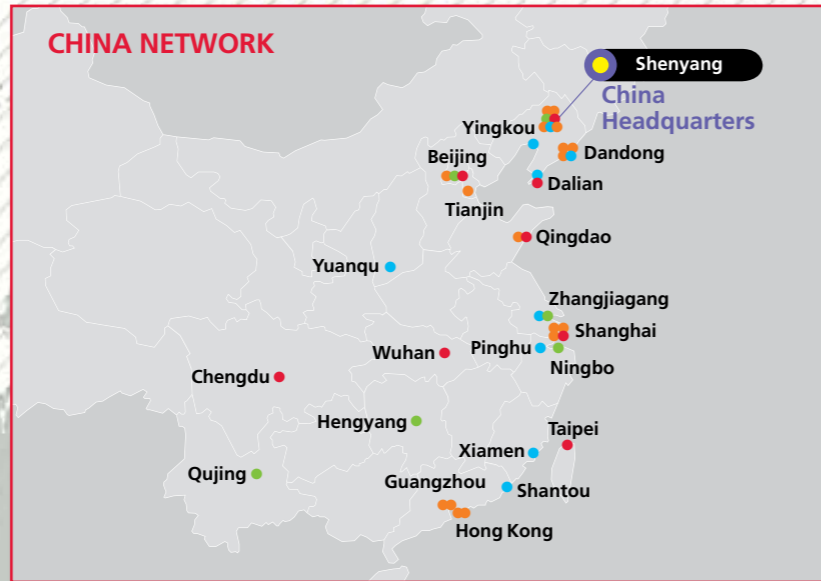 CHINA NETWORK
Shenyang
China
Headquarters
Yingkou
Beijing
Dandong
Dalian
Tianjin
Qingdao
Yuanqu
Zhangjiagang
Shanghai
Wuhan
Pinghu
Ningbo
Chengdu
Hengyang
Taipei
Xiamen
Qujing
Guangzhou
Shantou
Hong Kong